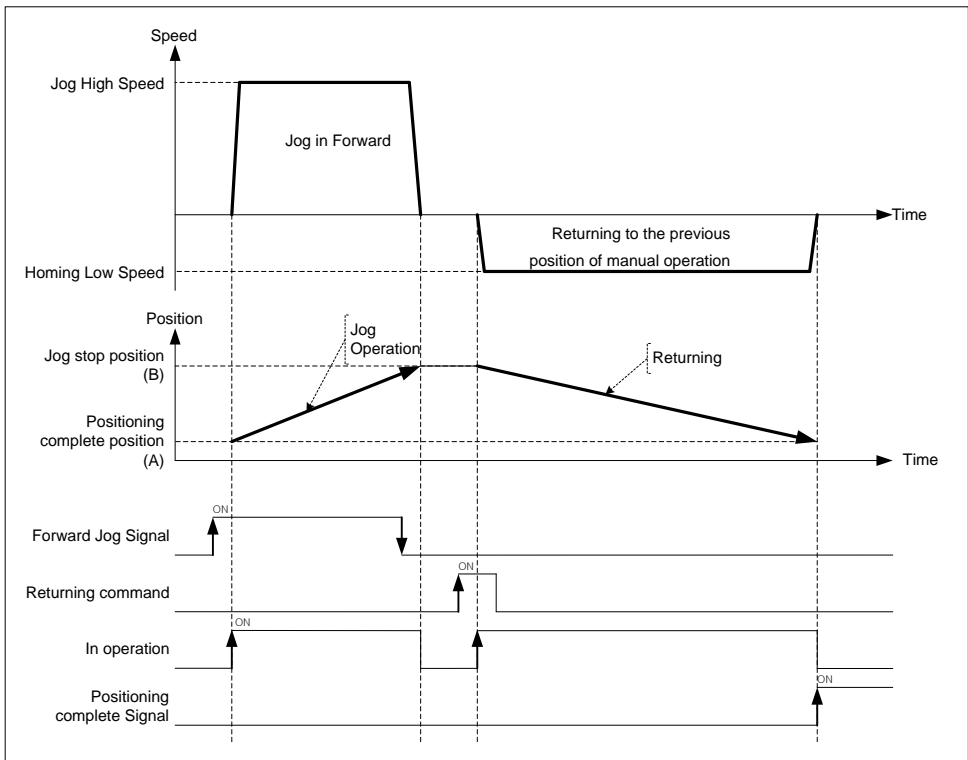 Speed
Jog High Speed
Jog in Forward
Time
Returning to the previous
position of manual operation
Homing Low Speed
Position
Jog
Operation
Jog stop position
(B)
Returning
Positioning
complete position
(A)
Time
ON
Forward Jog Signal
ON
Returning command
ON
In operation
ON
Positioning
complete Signal